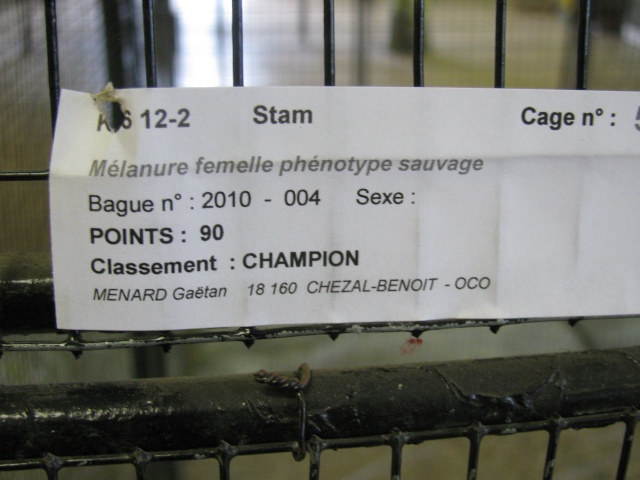 12-2 Stam Cage n° :
Mélanure femelle phénotype sauvage
Bague n° : 2010 - 004 Sexe :
POINTS : 90
Classement : CHAMPION
MENARD Gaëtan 18 160 CHEZAL-BENOIT - OCO